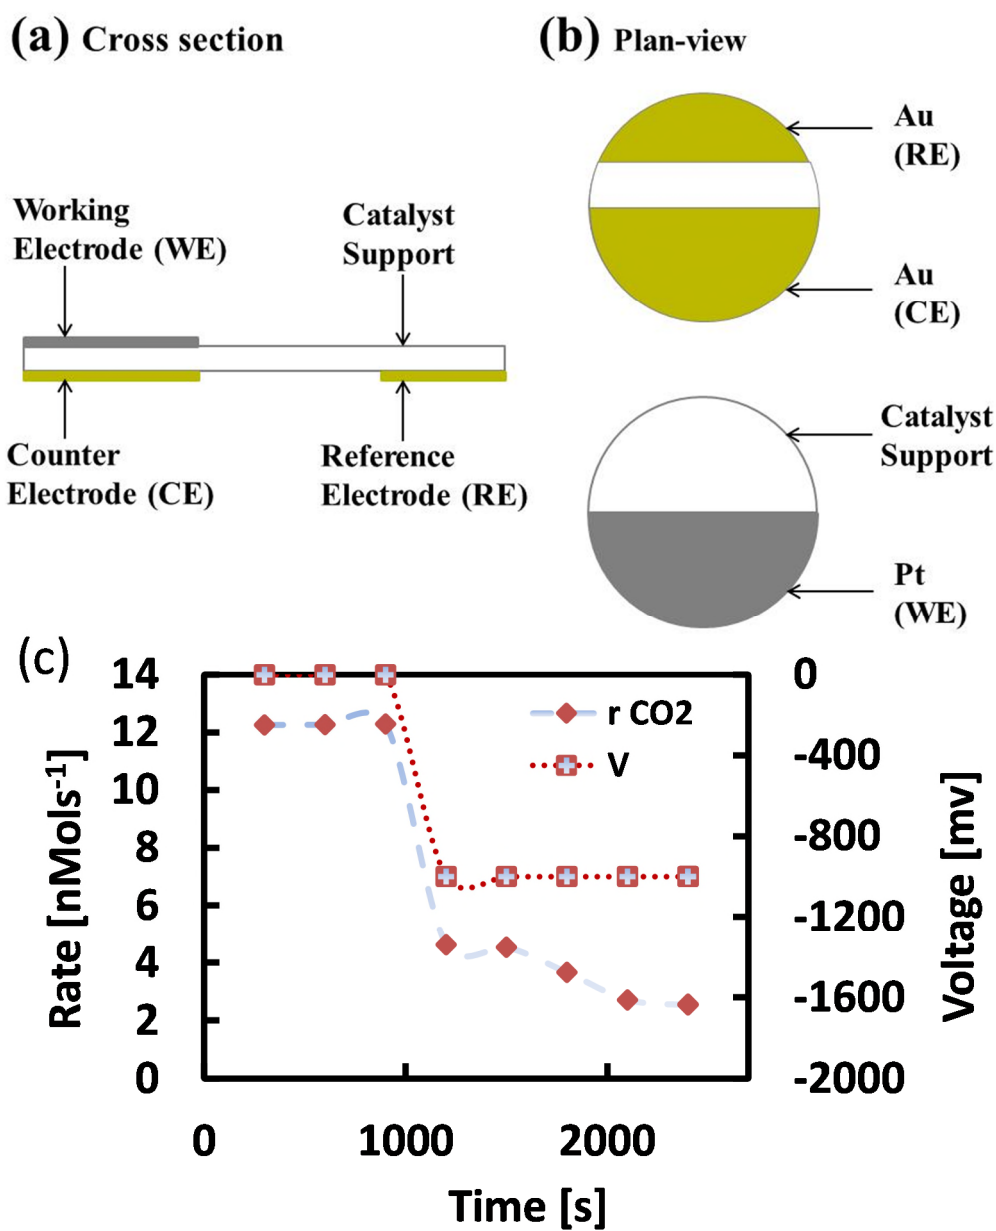 (a) Cross section
(b) Plan-view
Working
Electrode (WE)
Catalyst
Support
Counter
Electrode (CE)
Reference
Electrode (RE)
Au
(RE)
Au
(CE)
Catalyst
Support
Pt
(WE)
(c)
14
12
10
8
6
4
2
0
Rate [nMols⁻¹]
r CO2
V
0
-400
-800
-1200
-1600
-2000
Voltage [mv]
0
1000
2000
Time [s]